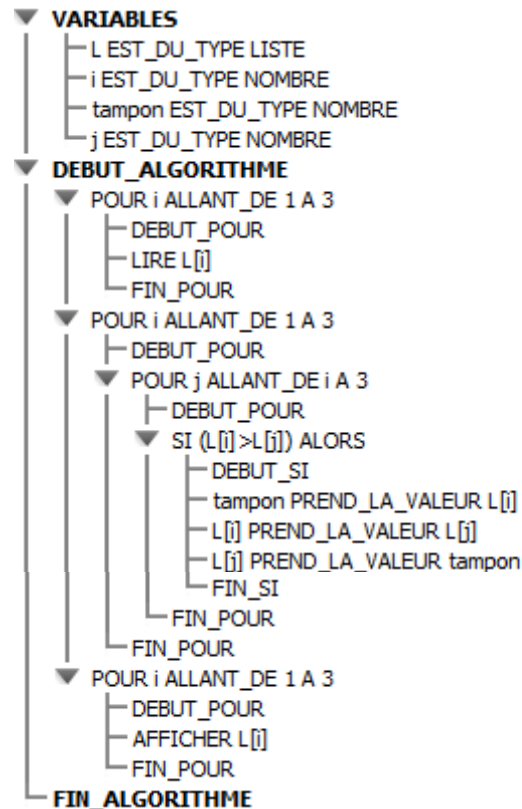 VARIABLES
L EST_DU_TYPE LISTE
i EST_DU_TYPE NOMBRE
tampon EST_DU_TYPE NOMBRE
j EST_DU_TYPE NOMBRE
DEBUT_ALGORITHME
POUR i ALLANT_DE 1 A 3
DEBUT_POUR
LIRE L[i]
FIN_POUR
POUR i ALLANT_DE 1 A 3
DEBUT_POUR
POUR j ALLANT_DE i A 3
DEBUT_POUR
SI (L[i]>L[j]) ALORS
DEBUT_SI
tampon PREND_LA_VALEUR L[i]
L[i] PREND_LA_VALEUR L[j]
L[j] PREND_LA_VALEUR tampon
FIN_SI
FIN_POUR
FIN_POUR
POUR i ALLANT_DE 1 A 3
DEBUT_POUR
AFFICHER L[i]
FIN_POUR
FIN_ALGORITHME